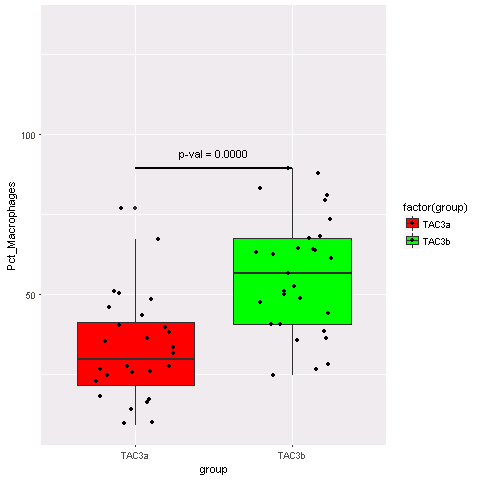 p-val = 0.0000
100
50
Pct_Macrophages
TAC3a
TAC3b
group
factor(group)
TAC3a
TAC3b